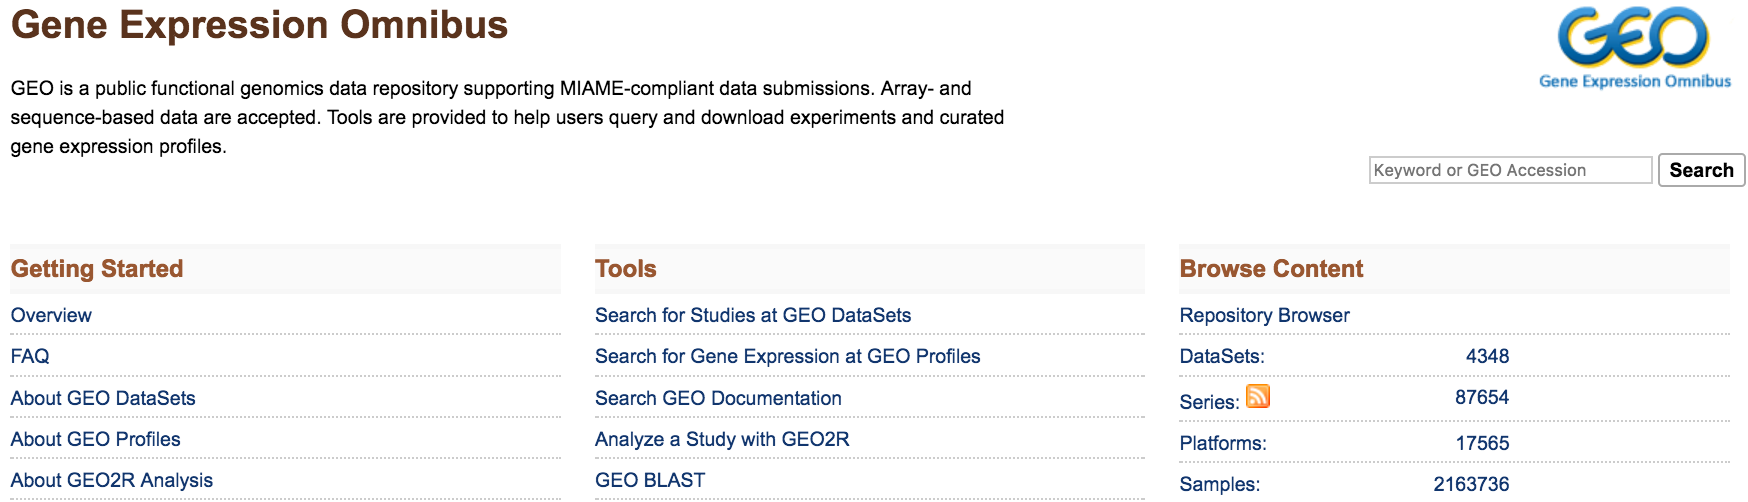 Gene Expression Omnibus
GEO
Gene Expression Omnibus
GEO is a public functional genomics data repository supporting MIAME-compliant data submissions. Array- and
sequence-based data are accepted. Tools are provided to help users query and download experiments and curated
gene expression profiles.
Keyword or GEO Accession Search
Getting Started
Overview
FAQ
About GEO DataSets
About GEO Profiles
About GEO2R Analysis
Tools
Search for Studies at GEO DataSets
Search for Gene Expression at GEO Profiles
Search GEO Documentation
Analyze a Study with GEO2R
GEO BLAST
Browse Content
Repository Browser
DataSets: 4348
Series: 87654
Platforms: 17565
Samples: 2163736